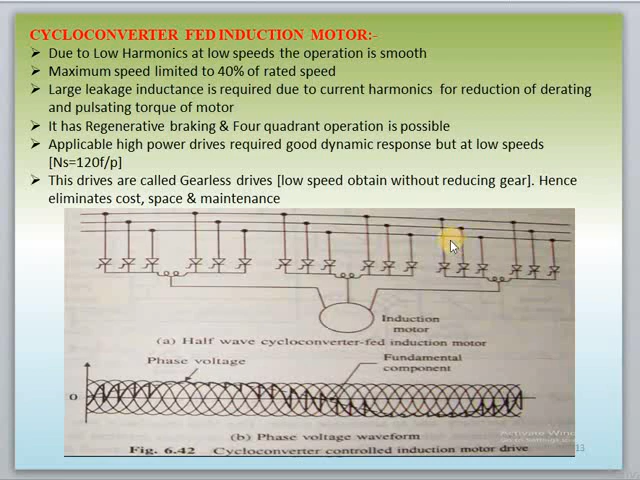 CYCLOCONVERTER FED INDUCTION MOTOR:-
➢ Due to Low Harmonics at low speeds the operation is smooth
➢ Maximum speed limited to 40% of rated speed
➢ Large leakage inductance is required due to current harmonics for reduction of derating
and pulsating torque of motor
➢ It has Regenerative braking & Four quadrant operation is possible
➢ Applicable high power drives required good dynamic response but at low speeds
[Ns=120f/p]
➢ This drives are called Gearless drives [low speed obtain without reducing gear]. Hence
eliminates cost, space & maintenance
Induction
motor
(a) Half wave cycloconverter-fed induction motor
Phase voltage
Fundamental
component
0
(b) Phase voltage waveform
Activate Win
13
Fig. 6.42 Cycloconverter controlled induction motor drive